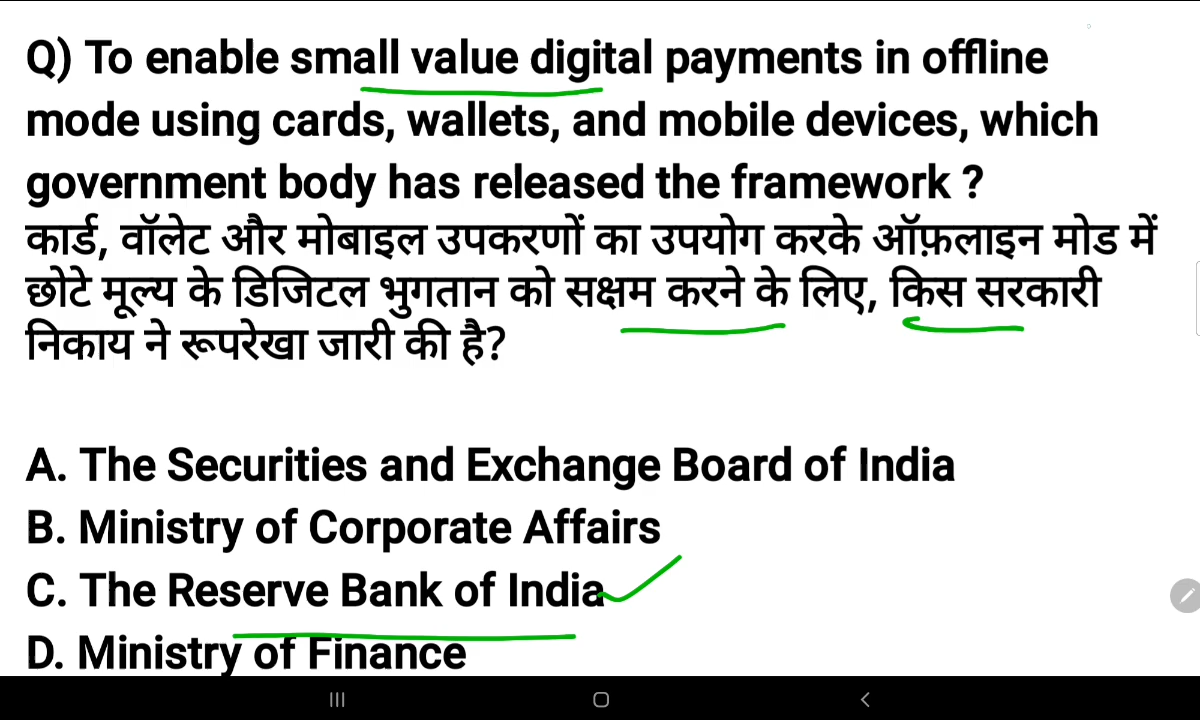 Q) To enable small value digital payments in offline
mode using cards, wallets, and mobile devices, which
government body has released the framework ?
कार्ड, वॉलेट और मोबाइल उपकरणों का उपयोग करके ऑफ़लाइन मोड में
छोटे मूल्य के डिजिटल भुगतान को सक्षम करने के लिए, किस सरकारी
निकाय ने रूपरेखा जारी की है?
A. The Securities and Exchange Board of India
B. Ministry of Corporate Affairs
C. The Reserve Bank of India
D. Ministry of Finance